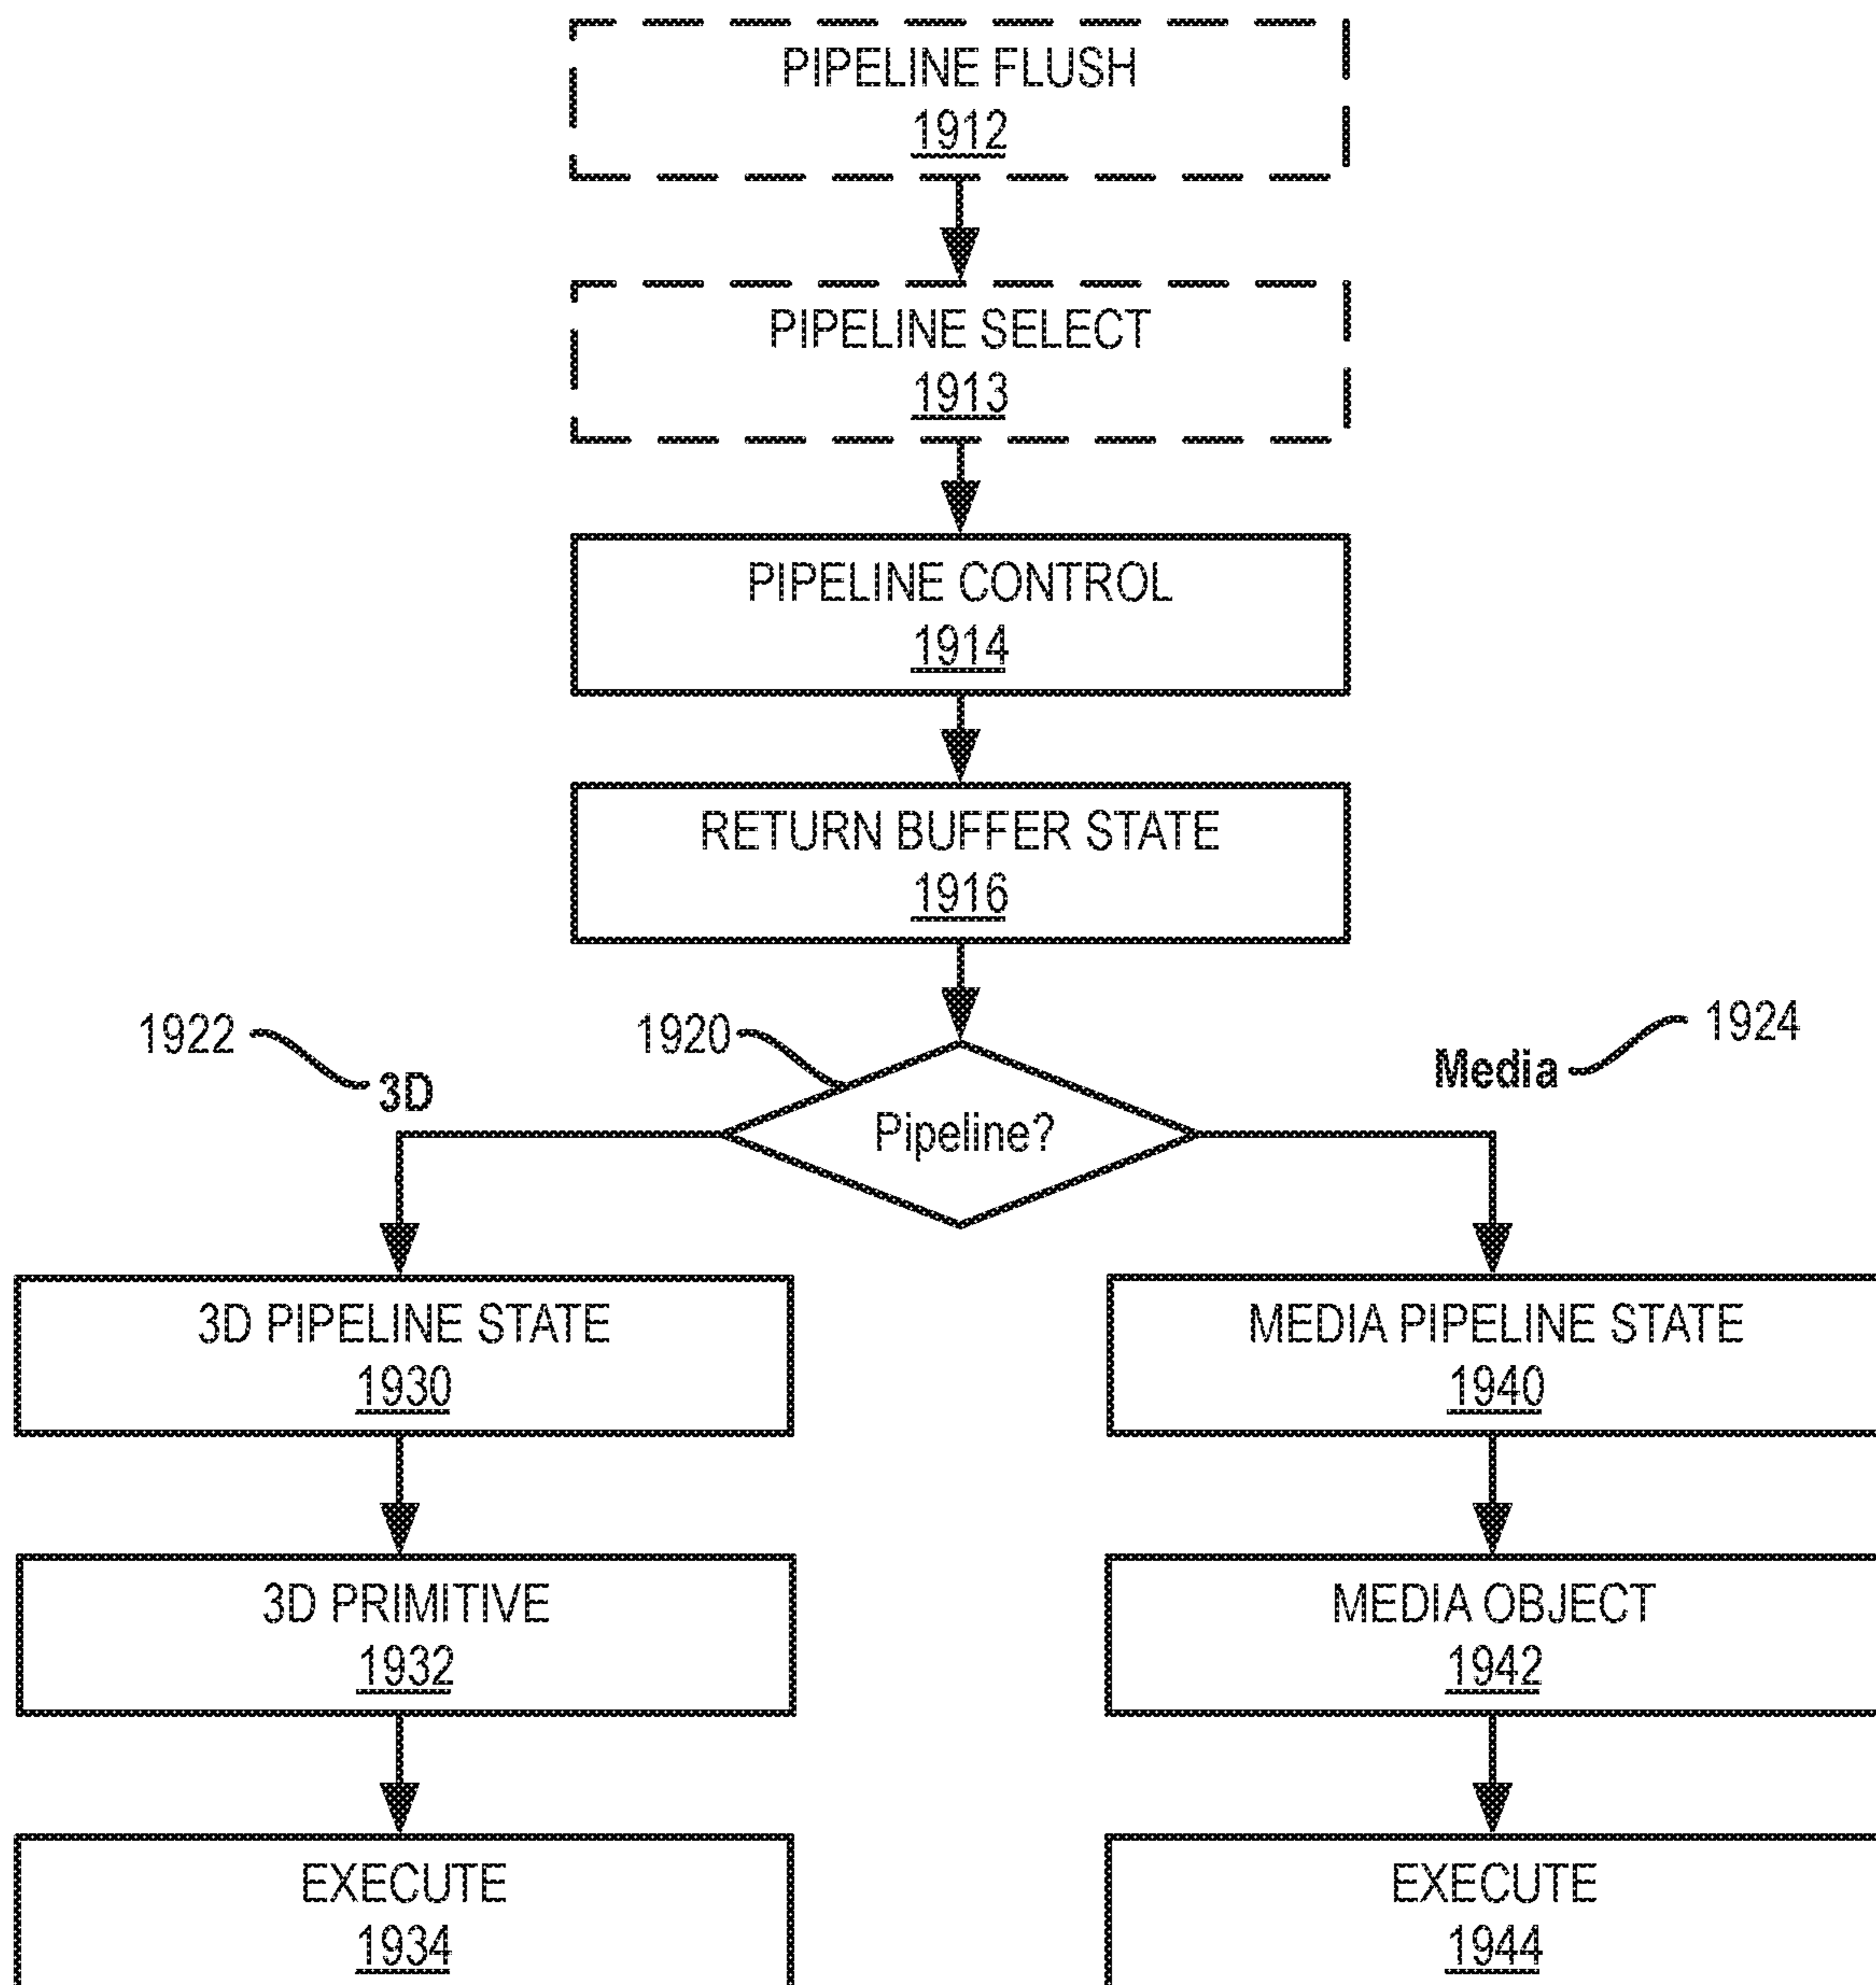 PIPELINE FLUSH
1912
PIPELINE SELECT
1913
PIPELINE CONTROL
1914
RETURN BUFFER STATE
1916
1922
3D
1920
Pipeline?
Media
1924
3D PIPELINE STATE
1930
MEDIA PIPELINE STATE
1940
3D PRIMITIVE
1932
MEDIA OBJECT
1942
EXECUTE
1934
EXECUTE
1944